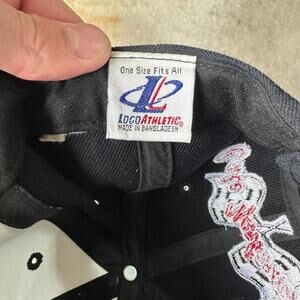 One Size Fits All
LOGO ATHLETIC®
MADE IN BANGLADESH